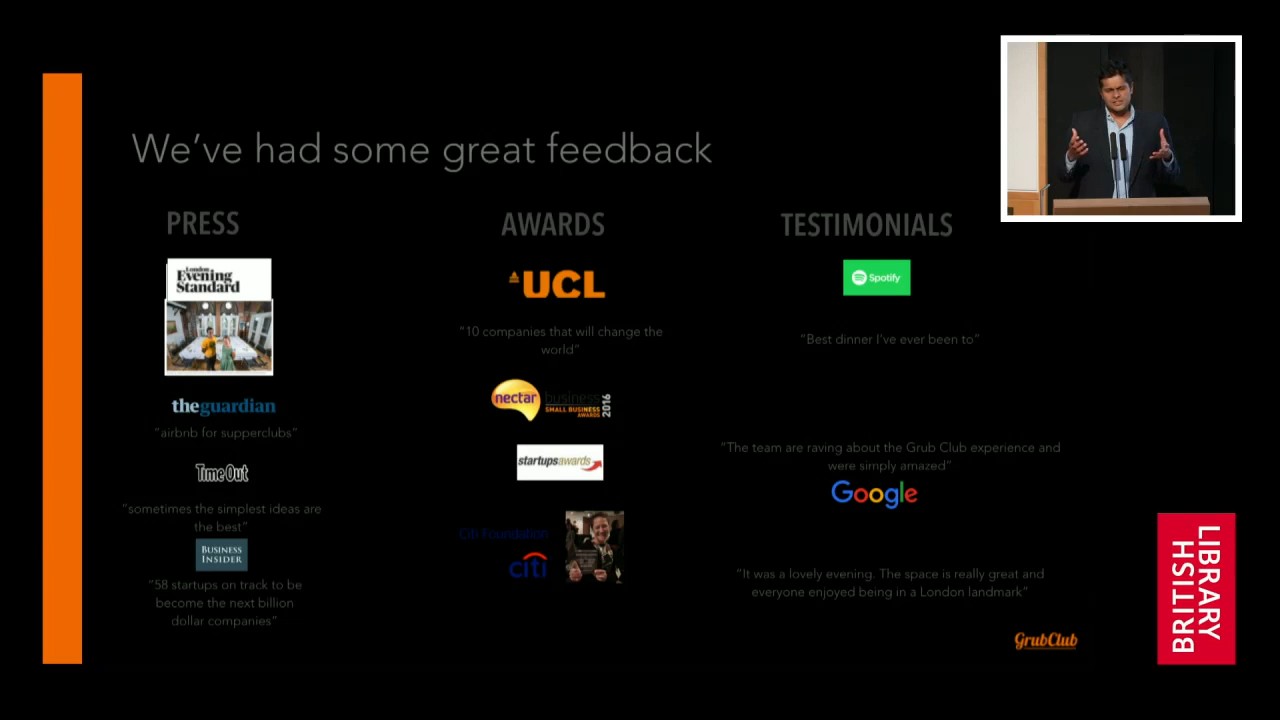 We've had some great feedback
PRESS
London
Evening
Standard
theguardian
"airbnb for supperclubs"
Time Out
"sometimes the simplest ideas are
the best"
BUSINESS
INSIDER
"58 startups on track to be
become the next billion
dollar companies"
AWARDS
UCL
"10 companies that will change the
world"
nectar business
SMALL BUSINESS
AWARDS
2016
startupsawards
Citi Foundation
citi
TESTIMONIALS
Spotify
"Best dinner I've ever been to"
"The team are raving about the Grub Club experience and
were simply amazed"
Google
"It was a lovely evening. The space is really great and
everyone enjoyed being in a London landmark"
GrubClub
BRITISH
LIBRARY